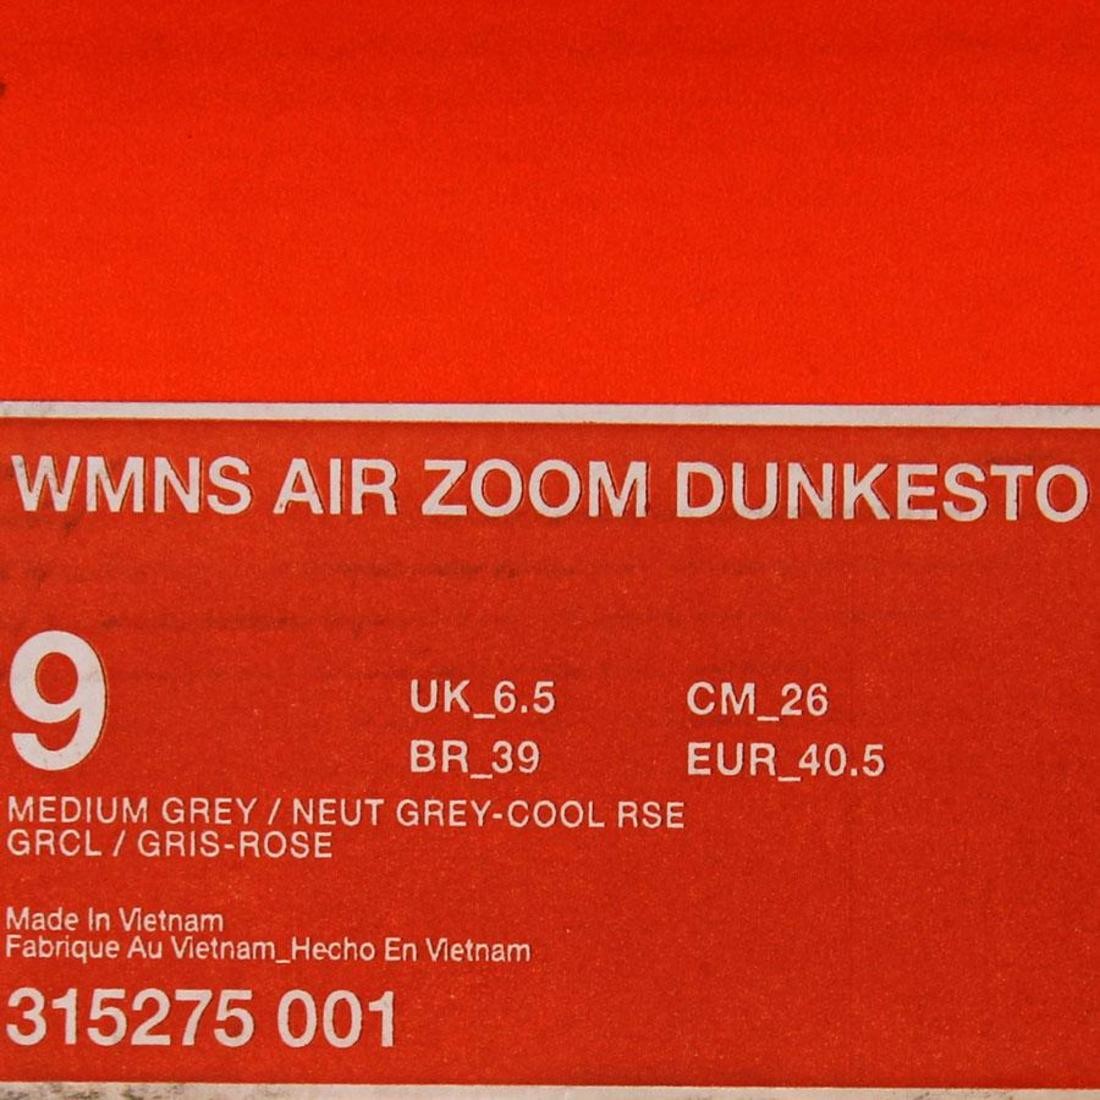 WMNS AIR ZOOM DUNKESTO
9
UK_6.5 CM_26
BR_39 EUR_40.5
MEDIUM GREY / NEUT GREY-COOL RSE
GRCL / GRIS-ROSE
Made In Vietnam
Fabrique Au Vietnam_Hecho En Vietnam
315275 001